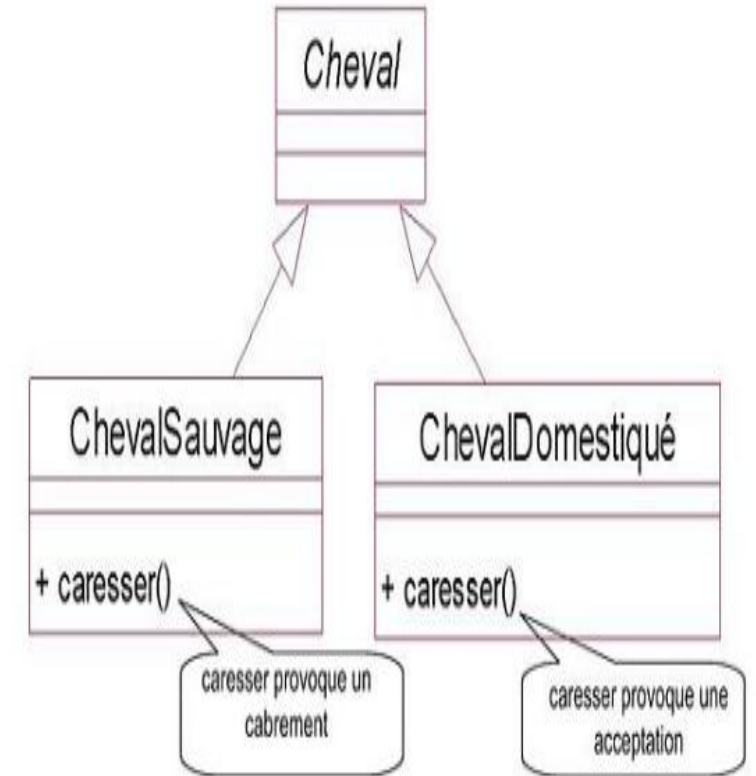 Cheval
ChevalSauvage
+ caresser()
caresser provoque un
cabrement
ChevalDomestiqué
+ caresser()
caresser provoque une
acceptation